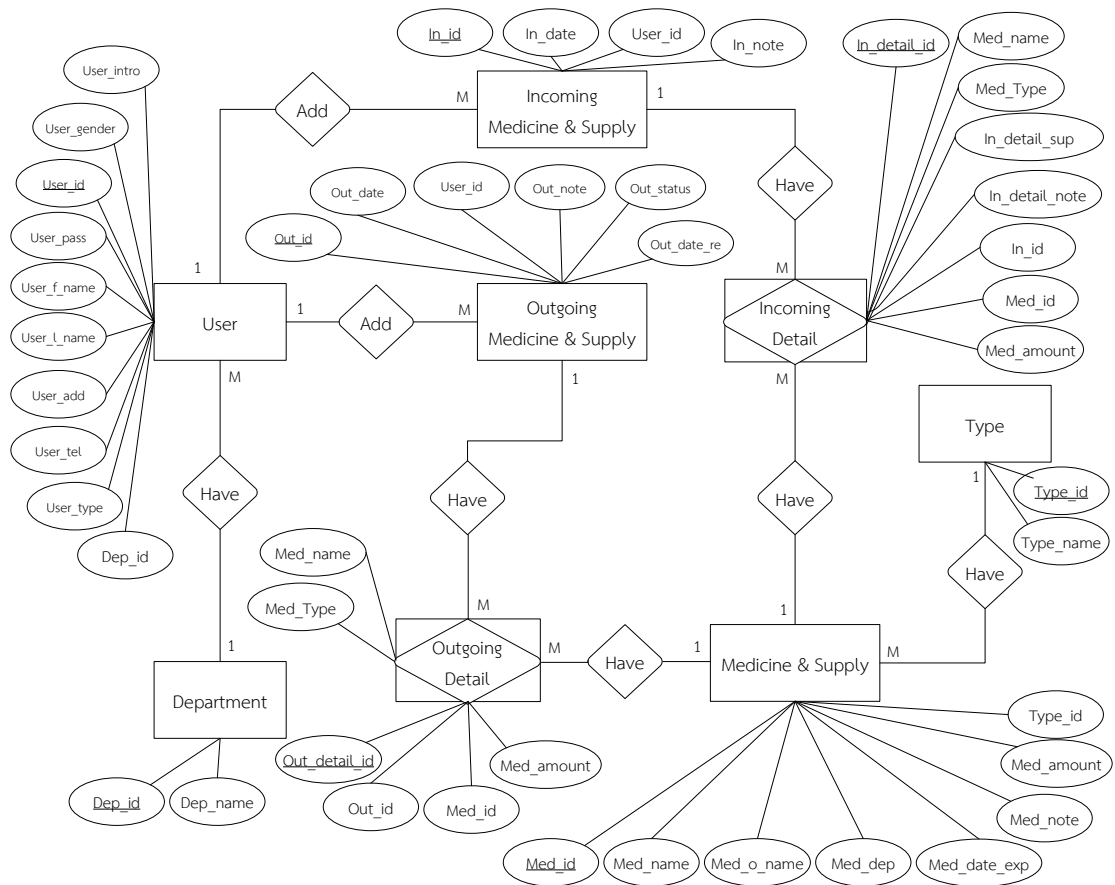 In_id
In_date
User_id
In_note
In_detail_id
Med_name
User_intro
Add
M
Incoming
Medicine & Supply
1
Med_Type
User_gender
In_detail_sup
User_id
Out_date
User_id
Out_note
Out_status
Have
In_detail_note
User_pass
Out_id
Out_date_re
In_id
1
M
User_f_name
Med_id
User
1
Add
M
Outgoing
Medicine & Supply
Incoming
Detail
User_l_name
Med_amount
M
1
M
User_add
Type
User_tel
1
Type_id
Have
Have
Have
User_type
Type_name
Dep_id
Med_name
Have
Med_Type
M
1
1
Outgoing
Detail
M
Have
1
Medicine & Supply
M
Department
Type_id
Out_detail_id
Med_amount
Med_amount
Dep_id
Dep_name
Out_id
Med_id
Med_note
Med_id
Med_name
Med_o_name
Med_dep
Med_date_exp